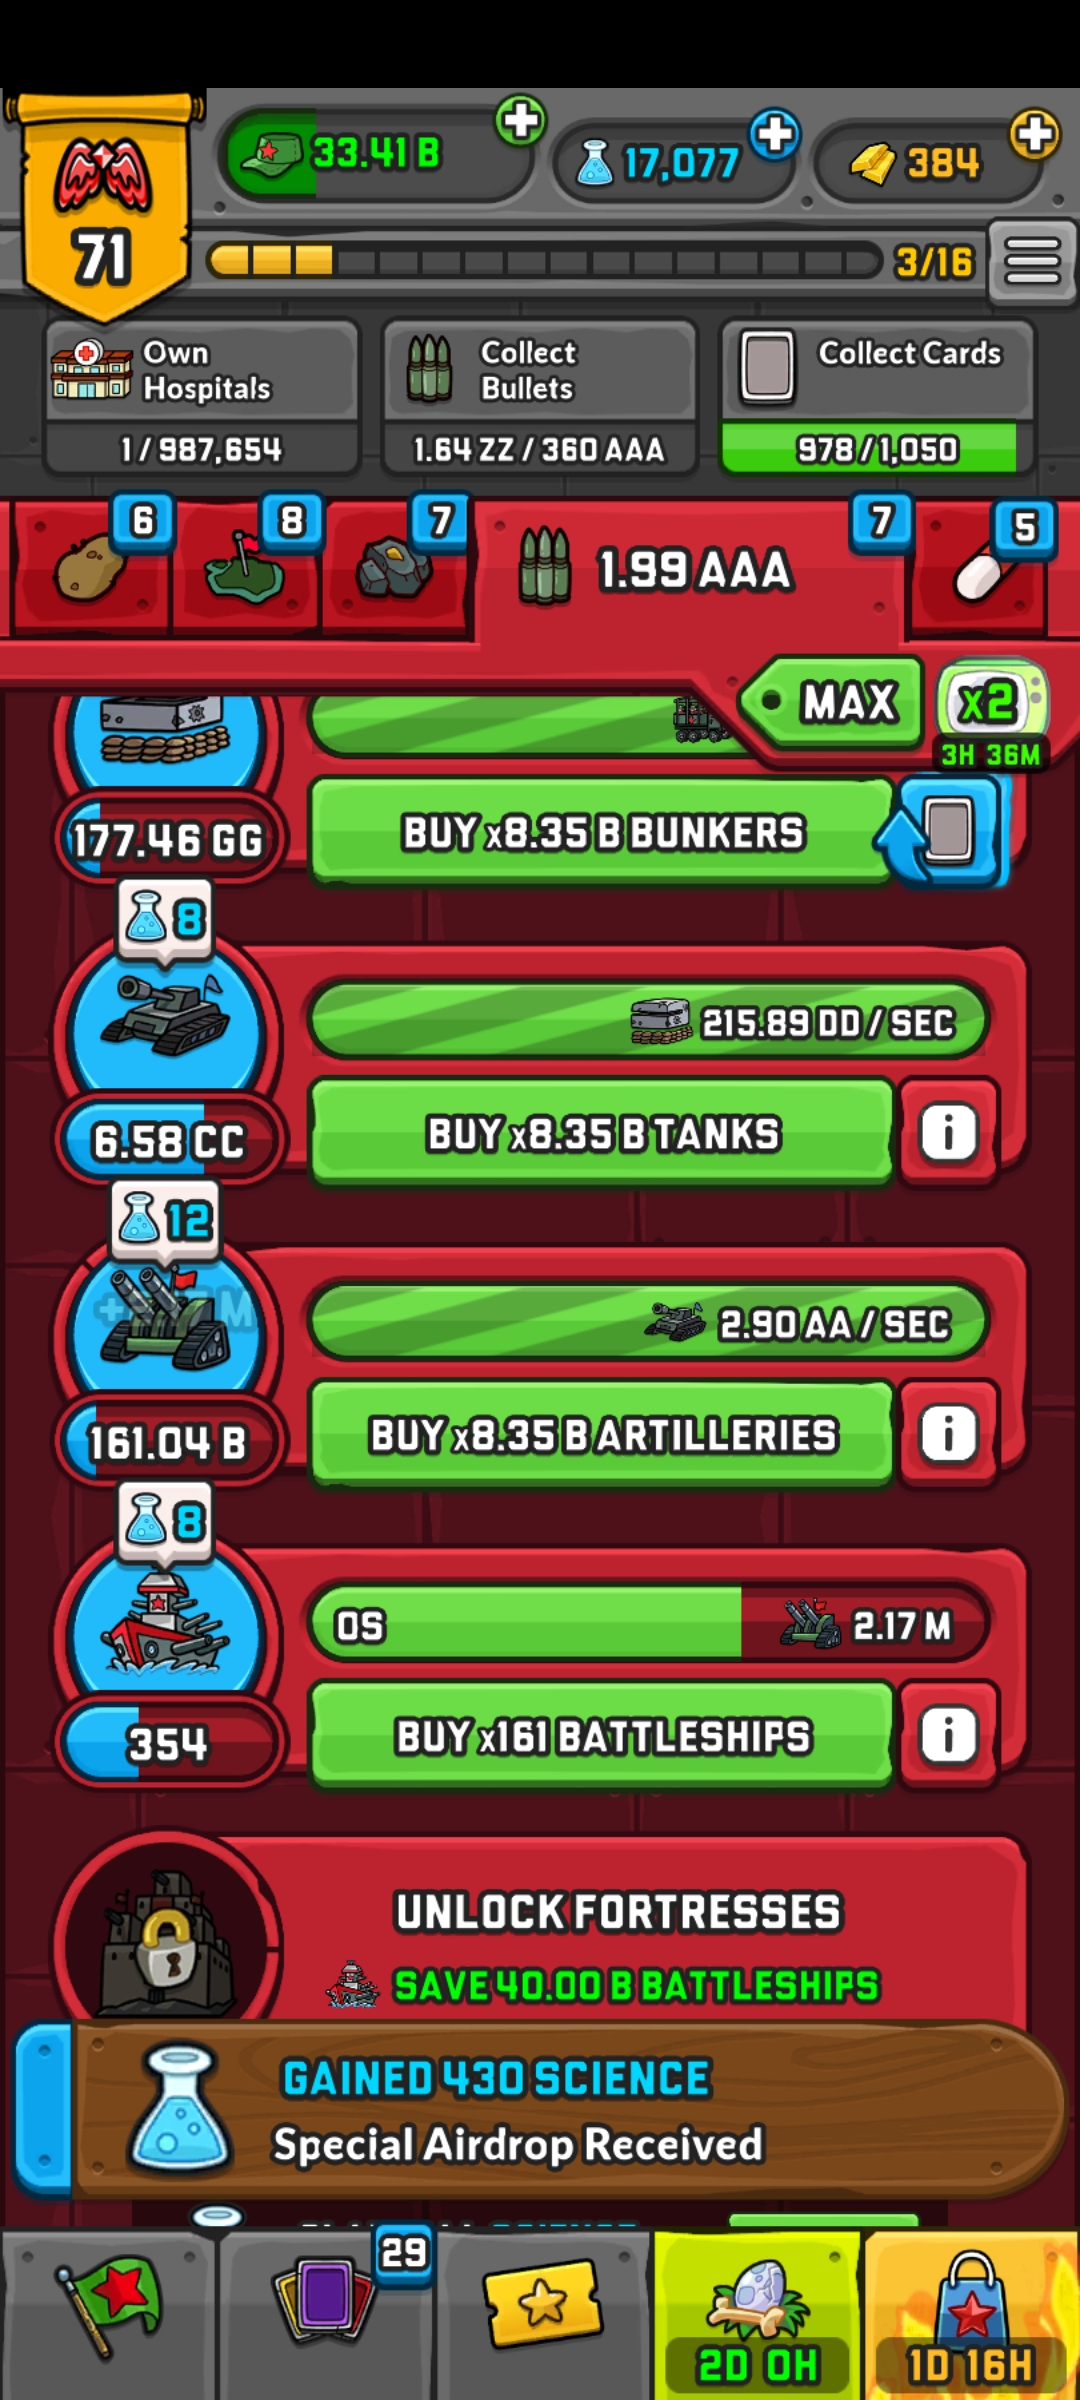 33.41 B
17,077
384
71
3/16
Own
Hospitals
1 / 987,654
Collect
Bullets
1.64 ZZ / 360 AAA
Collect Cards
978 / 1,050
6
8
7
1.99 AAA
7
5
MAX
x2
3H 36M
177.46 GG
BUY x8.35 B BUNKERS
8
215.89 DD / SEC
6.58 CC
BUY x8.35 B TANKS
12
2.90 AA / SEC
161.04 B
BUY x8.35 B ARTILLERIES
8
0S
2.17 M
354
BUY x161 BATTLESHIPS
UNLOCK FORTRESSES
SAVE 40.00 B BATTLESHIPS
GAINED 430 SCIENCE
Special Airdrop Received
29
2D 0H
1D 16H